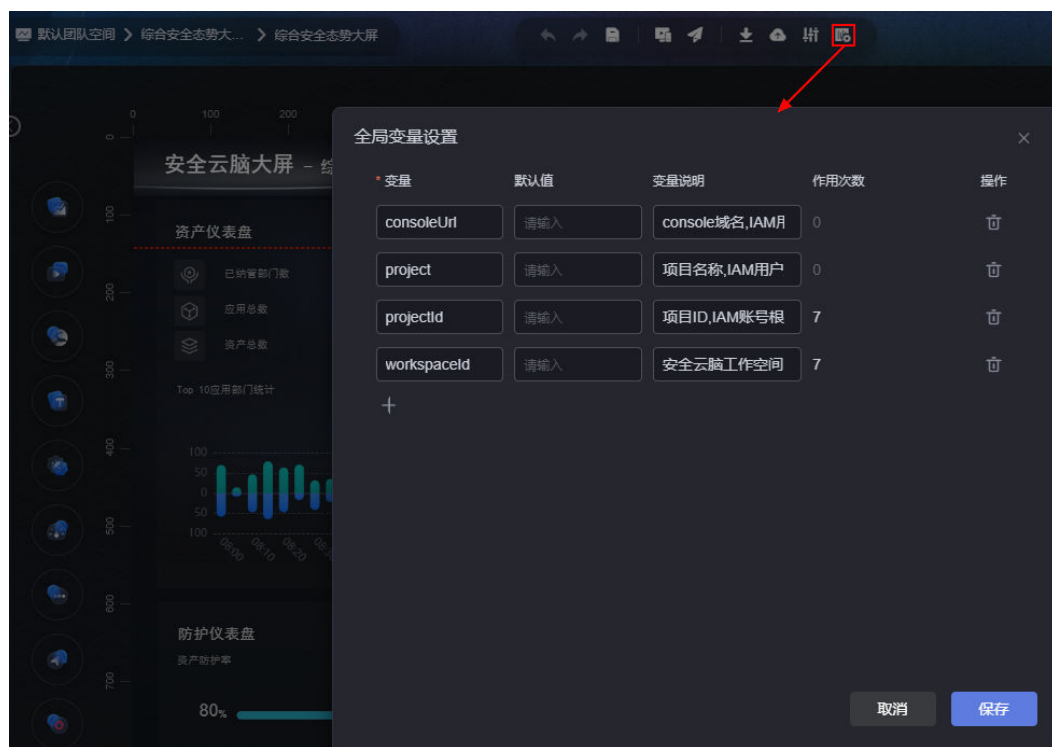 默认团队空间 > 综合安全态势大... > 综合安全态势大屏
0 100 200
安全云脑大屏 - 综
资产仪表盘
已纳管部门数
应用总数
资产总数
Top 10应用部门统计
100
50
0
50
100
08:00 08:10 08:20
防护仪表盘
资产防护率
80%
0
100
200
300
400
500
600
700
全局变量设置
* 变量 默认值 变量说明 作用次数 操作
consoleUrl 请输入 console域名,IAM用 0
project 请输入 项目名称,IAM用户 0
projectId 请输入 项目ID,IAM账号根 7
workspaceId 请输入 安全云脑工作空间 7
取消 保存